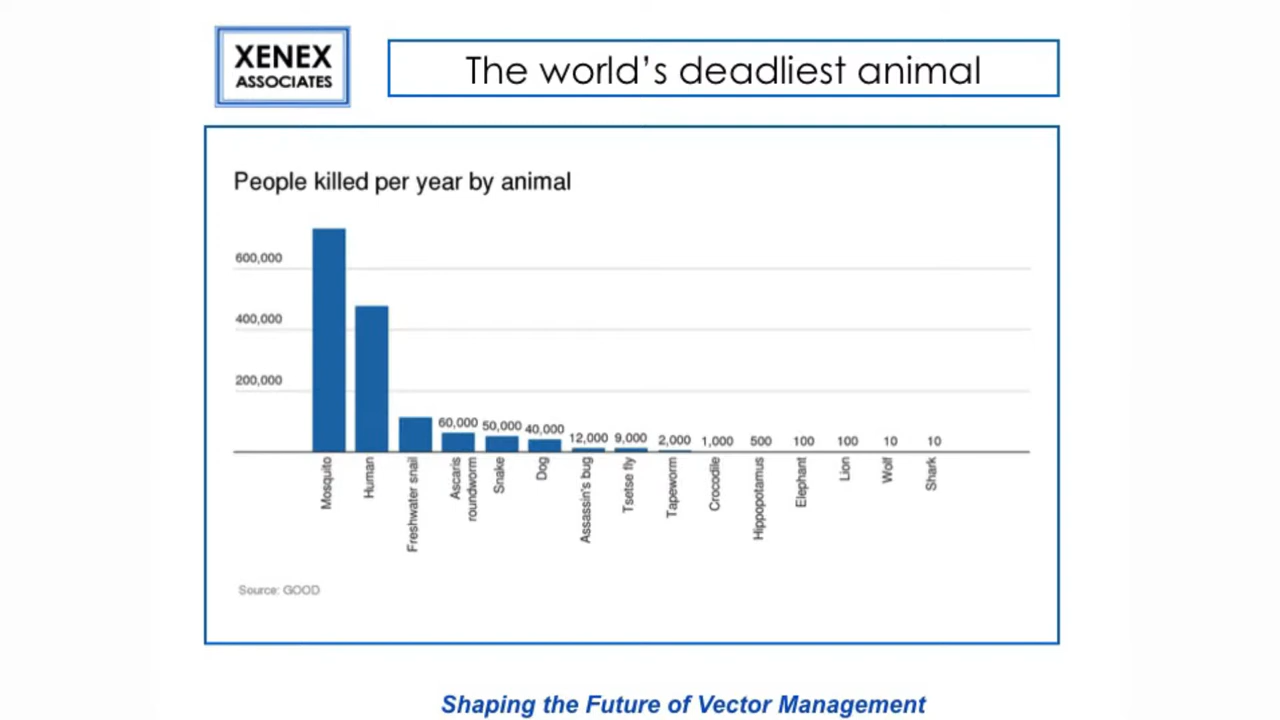 XENEX
ASSOCIATES
The world's deadliest animal
People killed per year by animal
600,000
400,000
200,000
60,000
50,000
40,000
12,000
9,000
2,000
1,000
500
100
100
10
10
Mosquito
Human
Freshwater snail
Ascaris
roundworm
Snake
Dog
Assassin's bug
Tsetse fly
Tapeworm
Crocodile
Hippopotamus
Elephant
Lion
Wolf
Shark
Source: GOOD
Shaping the Future of Vector Management